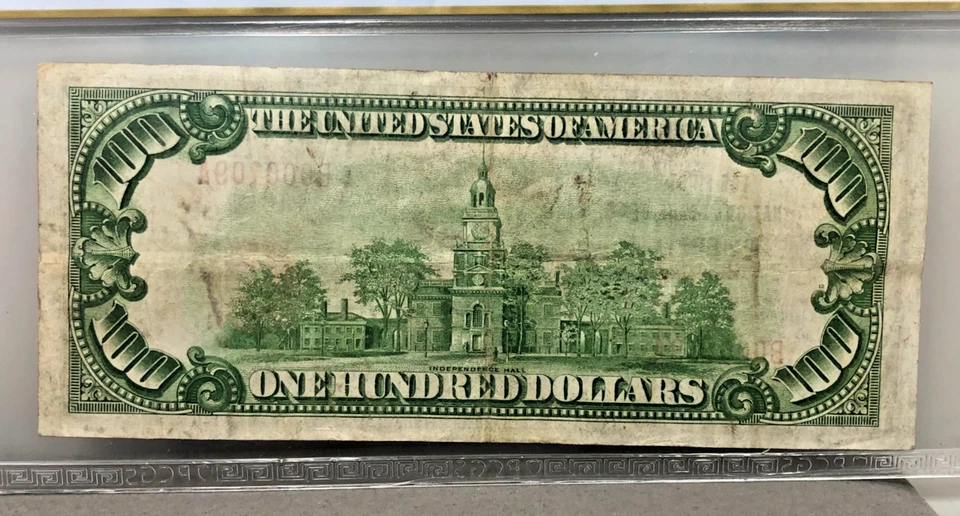 THE UNITED STATES OF AMERICA
100
100
INDEPENDENCE HALL
100
ONE HUNDRED DOLLARS
100